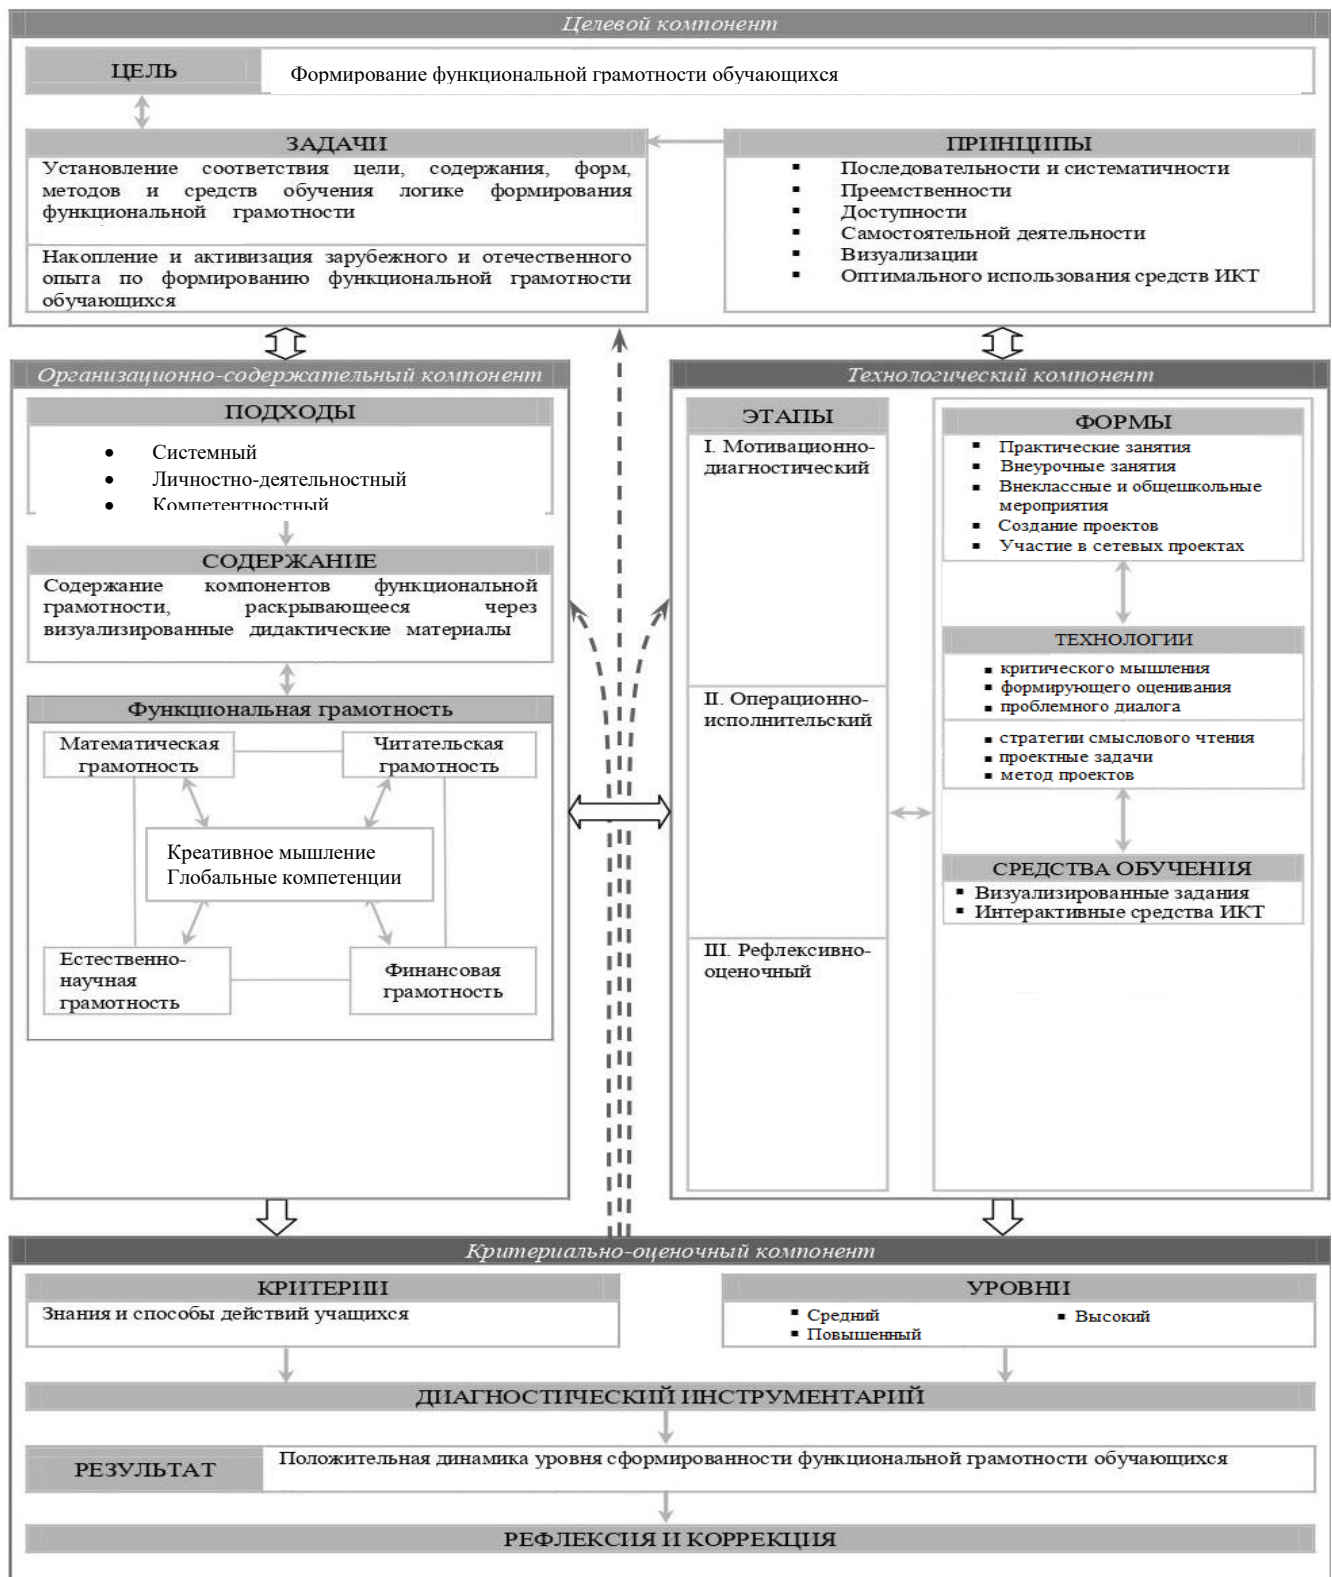 Целевой компонент
ЦЕЛЬ
Формирование функциональной грамотности обучающихся
ЗАДАЧИ
Установление соответствия цели, содержания, форм,
методов и средств обучения логике формирования
функциональной грамотности
Накопление и активизация зарубежного и отечественного
опыта по формированию функциональной грамотности
обучающихся
ПРИНЦИПЫ
▪ Последовательности и систематичности
▪ Преемственности
▪ Доступности
▪ Самостоятельной деятельности
▪ Визуализации
▪ Оптимального использования средств ИКТ
Организационно-содержательный компонент
ПОДХОДЫ
• Системный
• Личностно-деятельностный
• Компетентностный
СОДЕРЖАНИЕ
Содержание компонентов функциональной
грамотности, раскрывающееся через
визуализированные дидактические материалы
Функциональная грамотность
Математическая
грамотность
Читательская
грамотность
Креативное мышление
Глобальные компетенции
Естественно-
научная
грамотность
Финансовая
грамотность
Технологический компонент
ЭТАПЫ
I. Мотивационно-
диагностический
II. Операционно-
исполнительский
III. Рефлексивно-
оценочный
ФОРМЫ
▪ Практические занятия
▪ Внеурочные занятия
▪ Внеклассные и общешкольные
мероприятия
▪ Создание проектов
▪ Участие в сетевых проектах
ТЕХНОЛОГИИ
▪ критического мышления
▪ формирующего оценивания
▪ проблемного диалога
▪ стратегии смыслового чтения
▪ проектные задачи
▪ метод проектов
СРЕДСТВА ОБУЧЕНИЯ
▪ Визуализированные задания
▪ Интерактивные средства ИКТ
Критериально-оценочный компонент
КРИТЕРИИ
Знания и способы действий учащихся
УРОВНИ
▪ Средний
▪ Повышенный
▪ Высокий
ДИАГНОСТИЧЕСКИЙ ИНСТРУМЕНТАРИЙ
РЕЗУЛЬТАТ
Положительная динамика уровня сформированности функциональной грамотности обучающихся
РЕФЛЕКСИЯ И КОРРЕКЦИЯ